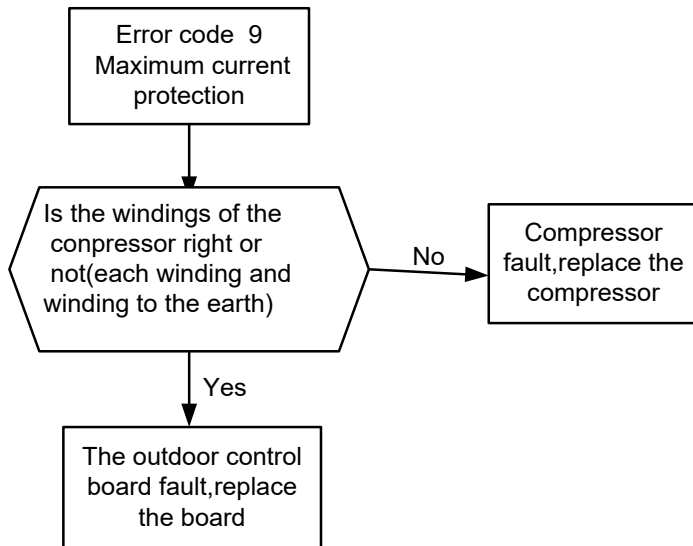 Error code 9
Maximum current
protection
Is the windings of the
conpressor right or
not(each winding and
winding to the earth)
No
Compressor
fault,replace the
compressor
Yes
The outdoor control
board fault,replace
the board